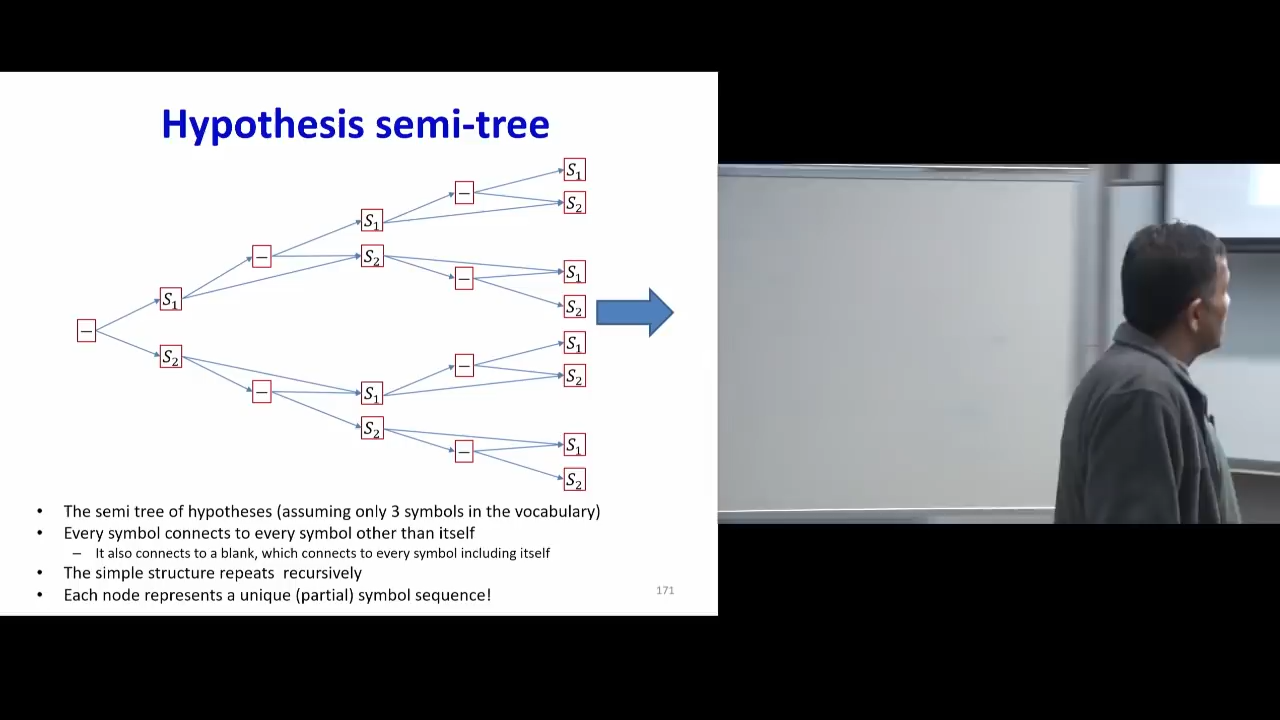 Hypothesis semi-tree
S₁
– S₂
S₁
– S₂ S₁
– S₂
S₁
– S₁
S₂ – S₂
– S₁
S₂ S₁
– S₂
• The semi tree of hypotheses (assuming only 3 symbols in the vocabulary)
• Every symbol connects to every symbol other than itself
– It also connects to a blank, which connects to every symbol including itself
• The simple structure repeats recursively
• Each node represents a unique (partial) symbol sequence!
171